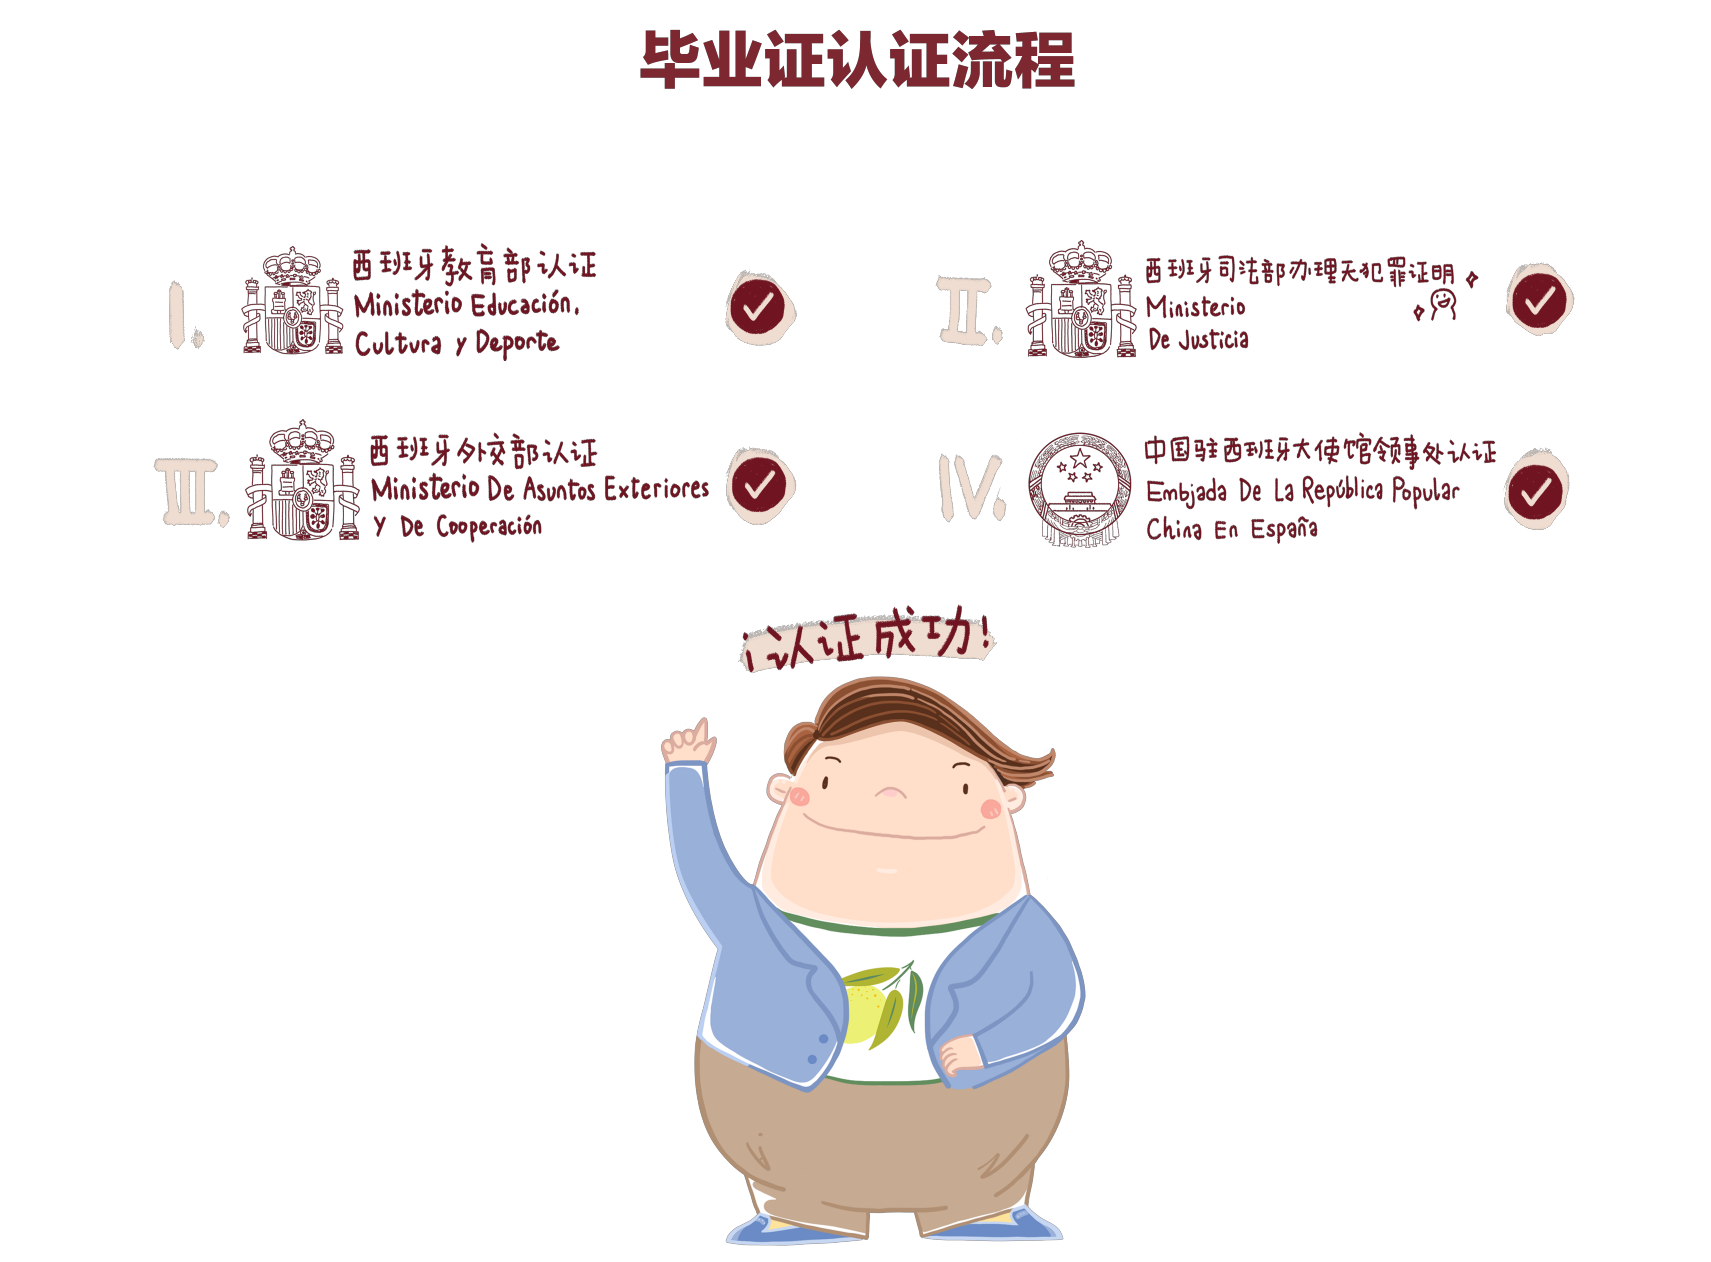 毕业证认证流程
I.
西班牙教育部认证
Ministerio Educación,
Cultura y Deporte
II.
西班牙司法部办理无犯罪证明
Ministerio
De Justicia
III.
西班牙外交部认证
Ministerio De Asuntos Exteriores
Y De Cooperación
IV.
中国驻西班牙大使馆领事处认证
Embjada De La República Popular
China En España
¡认证成功!